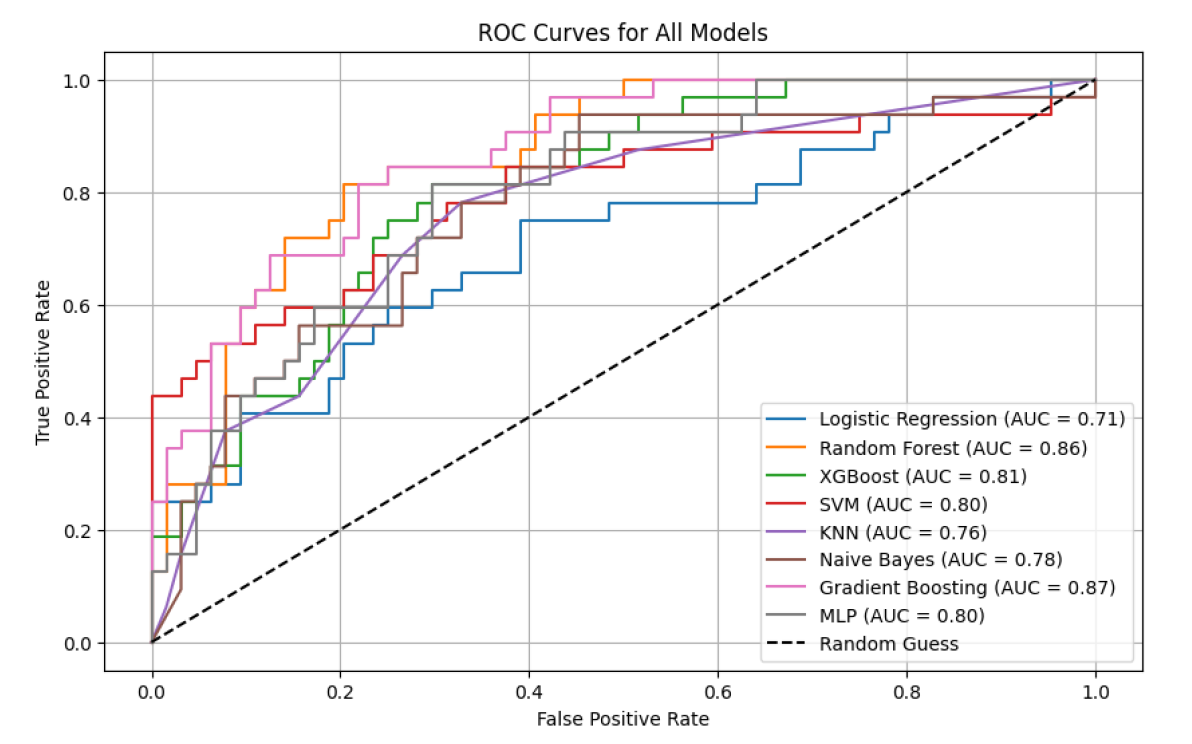 ROC Curves for All Models
True Positive Rate
1.0
0.8
0.6
0.4
0.2
0.0
Logistic Regression (AUC = 0.71)
Random Forest (AUC = 0.86)
XGBoost (AUC = 0.81)
SVM (AUC = 0.80)
KNN (AUC = 0.76)
Naive Bayes (AUC = 0.78)
Gradient Boosting (AUC = 0.87)
MLP (AUC = 0.80)
Random Guess
0.0 0.2 0.4 0.6 0.8 1.0
False Positive Rate